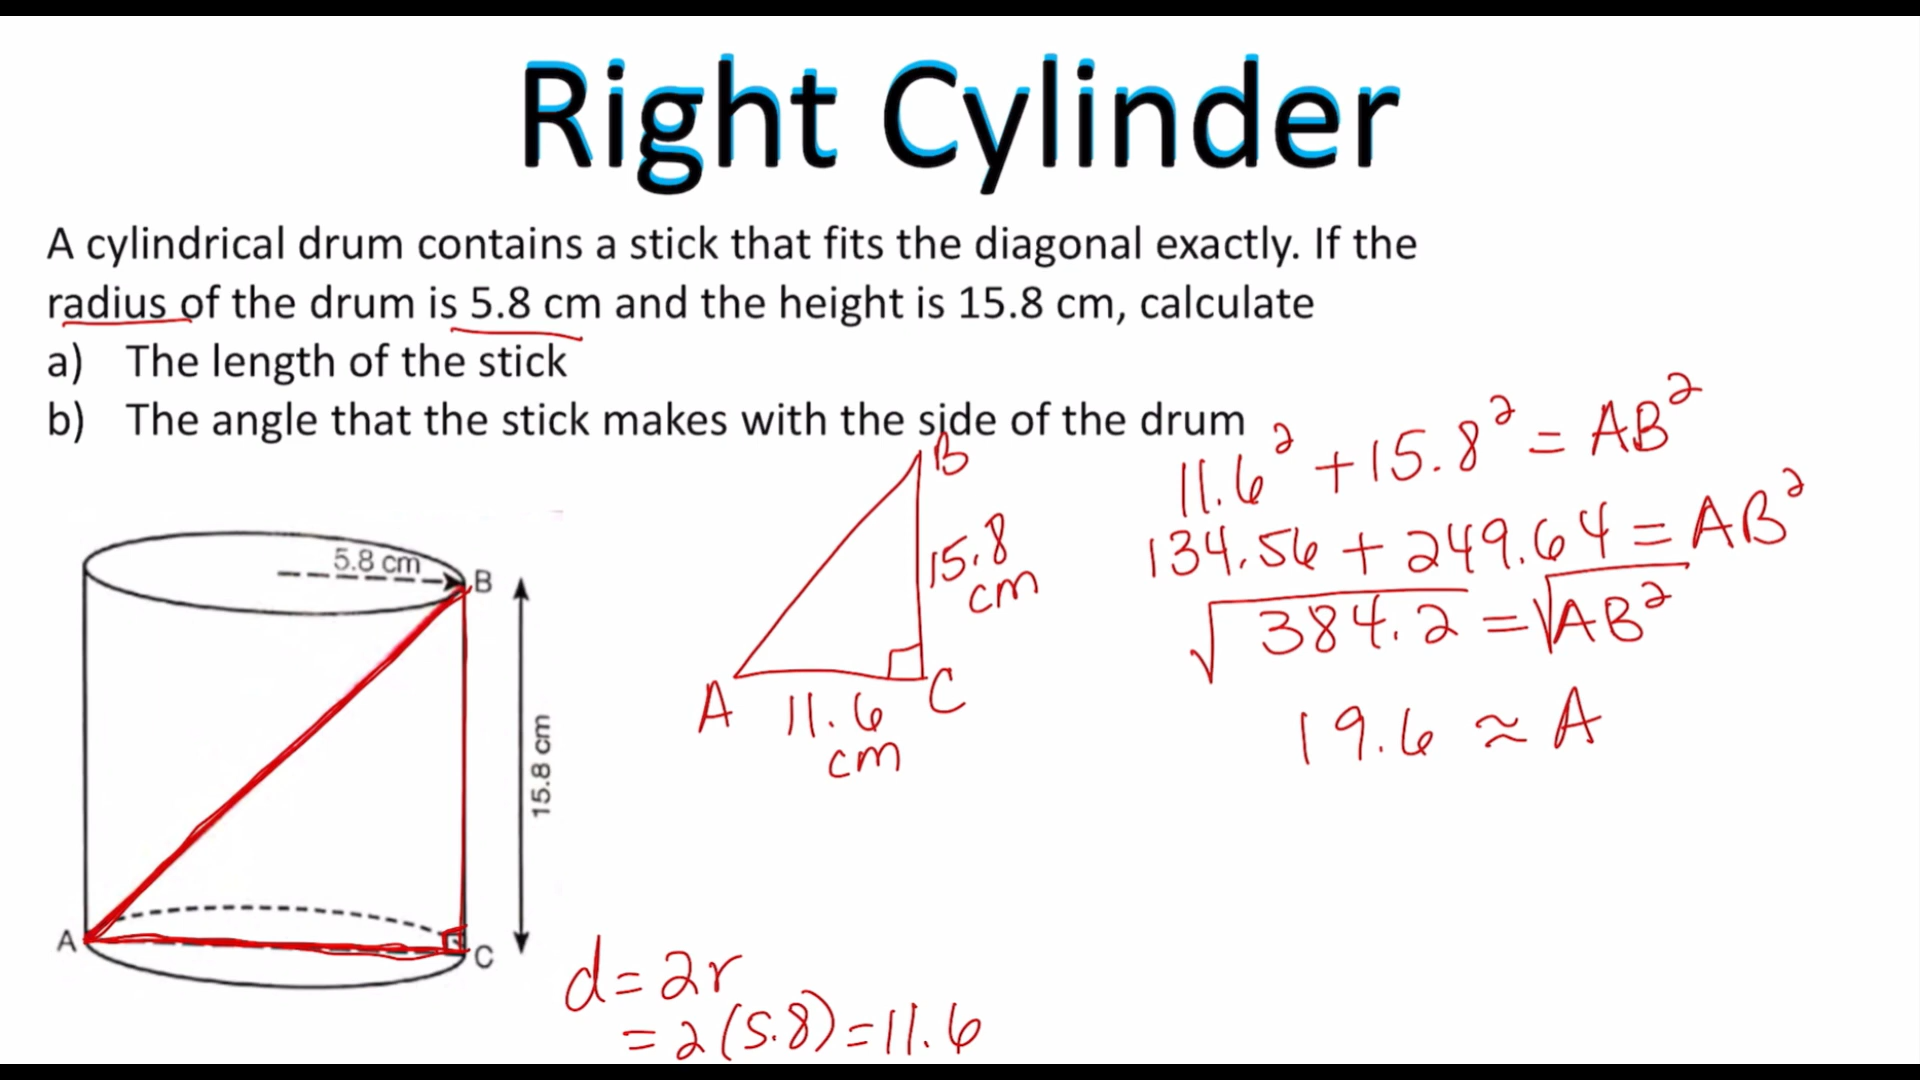 Right Cylinder
A cylindrical drum contains a stick that fits the diagonal exactly. If the
radius of the drum is 5.8 cm and the height is 15.8 cm, calculate
a) The length of the stick
b) The angle that the stick makes with the side of the drum
5.8 cm
B
15.8 cm
A
C
B
15.8
cm
A
11.6
cm
C
11.6² + 15.8² = AB²
134.56 + 249.64 = AB²
√384.2 = √AB²
19.6 ≈ A
d = 2r
= 2(5.8) = 11.6